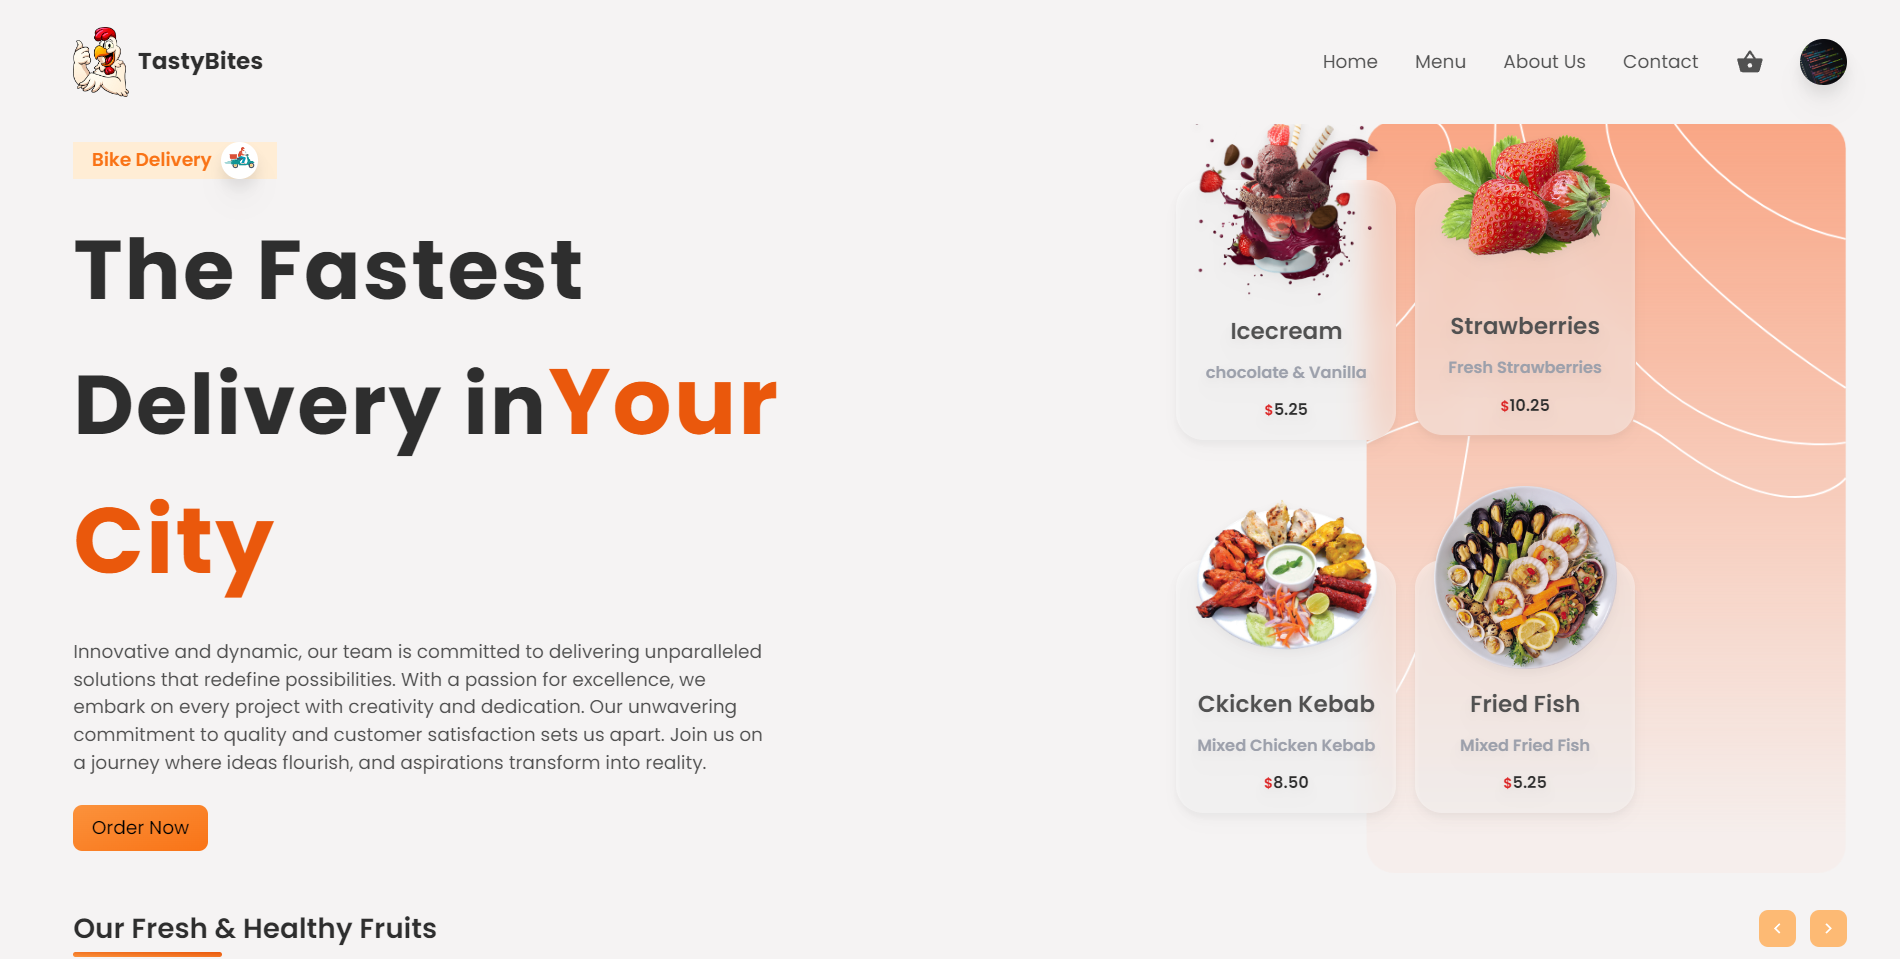 TastyBites
Home
Menu
About Us
Contact
Bike Delivery
The Fastest
Delivery inYour
City
Innovative and dynamic, our team is committed to delivering unparalleled
solutions that redefine possibilities. With a passion for excellence, we
embark on every project with creativity and dedication. Our unwavering
commitment to quality and customer satisfaction sets us apart. Join us on
a journey where ideas flourish, and aspirations transform into reality.
Order Now
Icecream
chocolate & Vanilla
$5.25
Strawberries
Fresh Strawberries
$10.25
Ckicken Kebab
Mixed Chicken Kebab
$8.50
Fried Fish
Mixed Fried Fish
$5.25
Our Fresh & Healthy Fruits